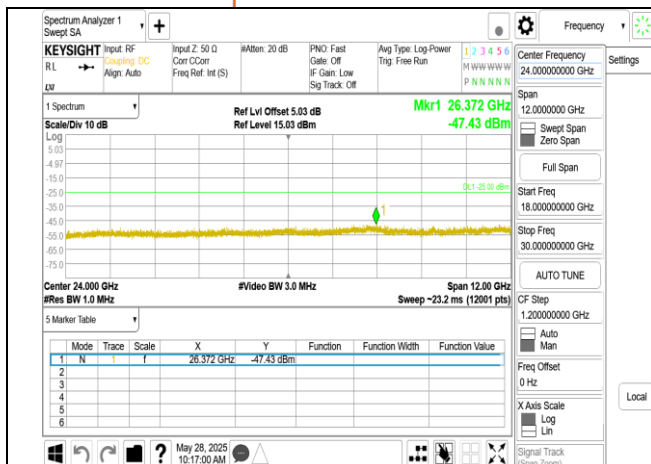 Spectrum Analyzer 1
Swept SA
Frequency
KEYSIGHT
RL
LXI
Input: RF
Coupling: DC
Align: Auto
Input Z: 50 Ω
Corr CCorr
Freq Ref: Int (S)
#Atten: 20 dB
PNO: Fast
Gate: Off
IF Gain: Low
Sig Track: Off
Avg Type: Log-Power
Trig: Free Run
1 2 3 4 5 6
M W W W W W
P N N N N N
Center Frequency
24.000000000 GHz
Settings
Span
12.0000000 GHz
Swept Span
Zero Span
Full Span
Start Freq
18.000000000 GHz
Stop Freq
30.000000000 GHz
AUTO TUNE
CF Step
1.200000000 GHz
Auto
Man
Freq Offset
0 Hz
X Axis Scale
Log
Lin
Signal Track
(Span Zoom)
Local
1 Spectrum
Scale/Div 10 dB
Ref Lvl Offset 5.03 dB
Ref Level 15.03 dBm
Mkr1 26.372 GHz
-47.43 dBm
Log
5.03
-4.97
-15.0
-25.0
-35.0
-45.0
-55.0
-65.0
-75.0
DL1 -25.00 dBm
1
Center 24.000 GHz
#Res BW 1.0 MHz
#Video BW 3.0 MHz
Span 12.00 GHz
Sweep ~23.2 ms (12001 pts)
5 Marker Table
Mode Trace Scale X Y Function Function Width Function Value
1 N 1 f 26.372 GHz -47.43 dBm
2
3
4
5
6
?
May 28, 2025
10:17:00 AM